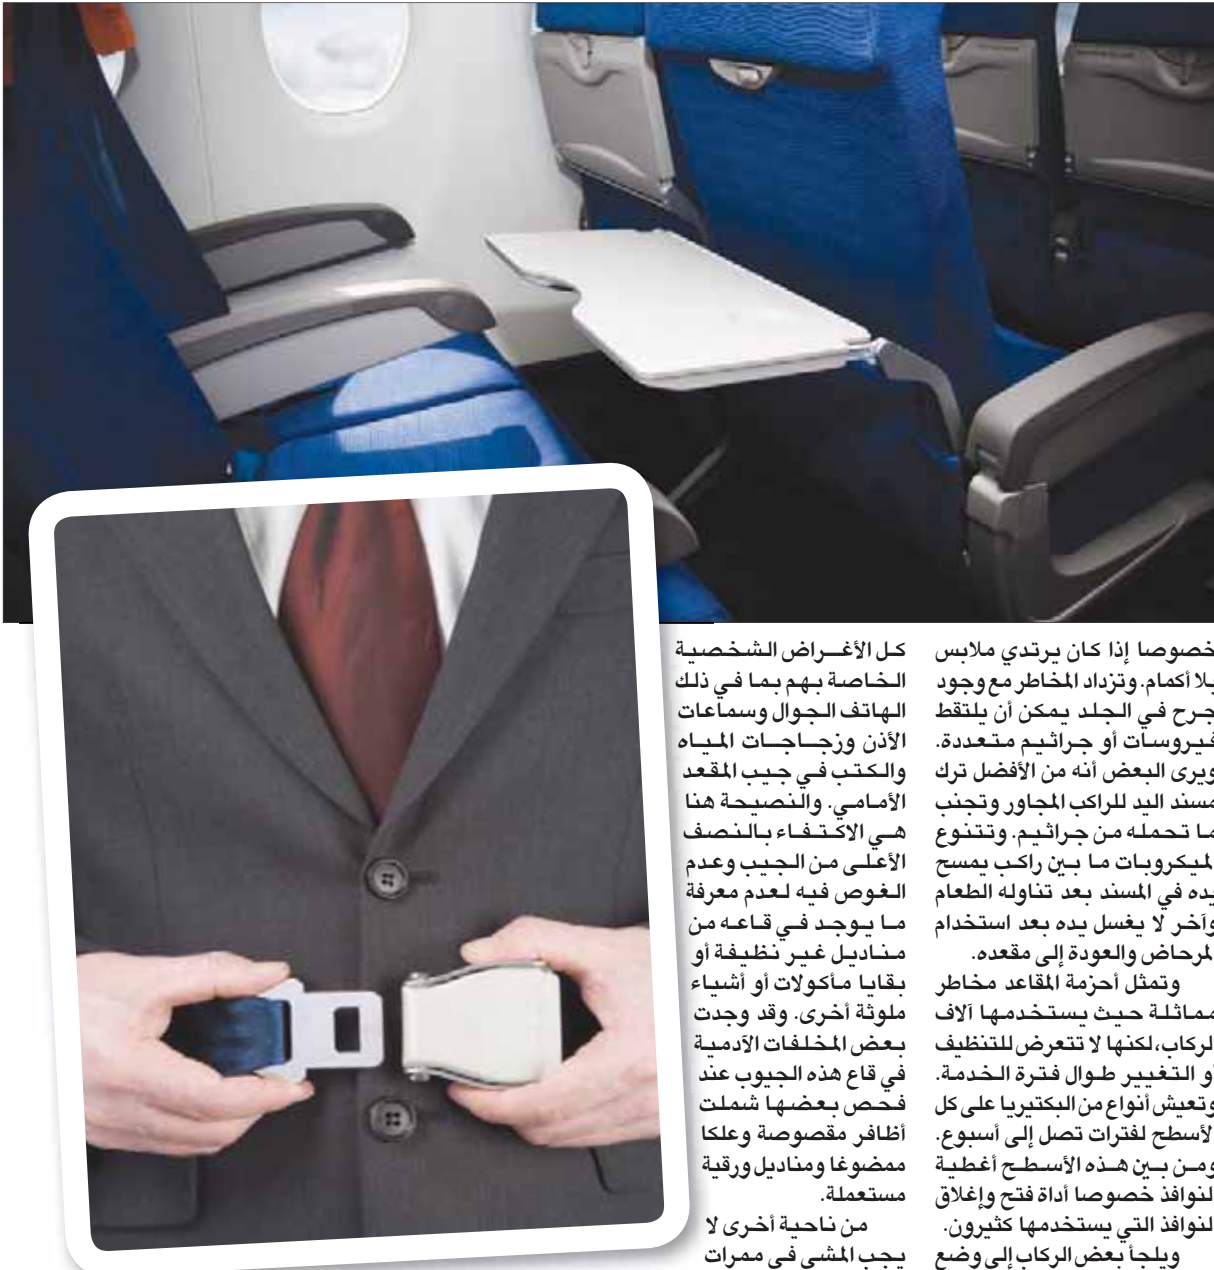 خصوصا إذا كان يرتدي ملابس
بلا أكمام. وتزداد المخاطر مع وجود
جرح في الجلد يمكن أن يلتقط
فيروسات أو جراثيم متعددة.
ويرى البعض أنه من الأفضل ترك
مسند اليد للراكب المجاور وتجنب
ما تحمله من جراثيم. وتتنوع
الميكروبات ما بين راكب يمسح
يده في المسند بعد تناوله الطعام
وآخر لا يغسل يده بعد استخدام
المرحاض والعودة إلى مقعده.
وتمثل أحزمة المقاعد مخاطر
مماثلة حيث يستخدمها آلاف
الركاب، لكنها لا تتعرض للتنظيف
أو التغيير طوال فترة الخدمة.
وتعيش أنواع من البكتيريا على كل
الأسطح لفترات تصل إلى أسبوع.
ومن بين هذه الأسطح أغطية
النوافذ خصوصا أداة فتح وإغلاق
النوافذ التي يستخدمها كثيرون.
ويلجأ بعض الركاب إلى وضع
كل الأغراض الشخصية
الخاصة بهم بما في ذلك
الهاتف الجوال وسماعات
الأذن وزجاجات المياه
والكتب في جيب المقعد
الأمامي. والنصيحة هنا
هي الاكتفاء بالنصف
الأعلى من الجيب وعدم
الغوص فيه لعدم معرفة
ما يوجد في قاعه من
مناديل غير نظيفة أو
بقايا مأكولات أو أشياء
ملوثة أخرى. وقد وجدت
بعض المخلفات الآدمية
في قاع هذه الجيوب عند
فحص بعضها شملت
أظافر مقصوصة وعلكا
ممضوغا ومناديل ورقية
مستعملة.
من ناحية أخرى لا
يجب المشي في ممرات